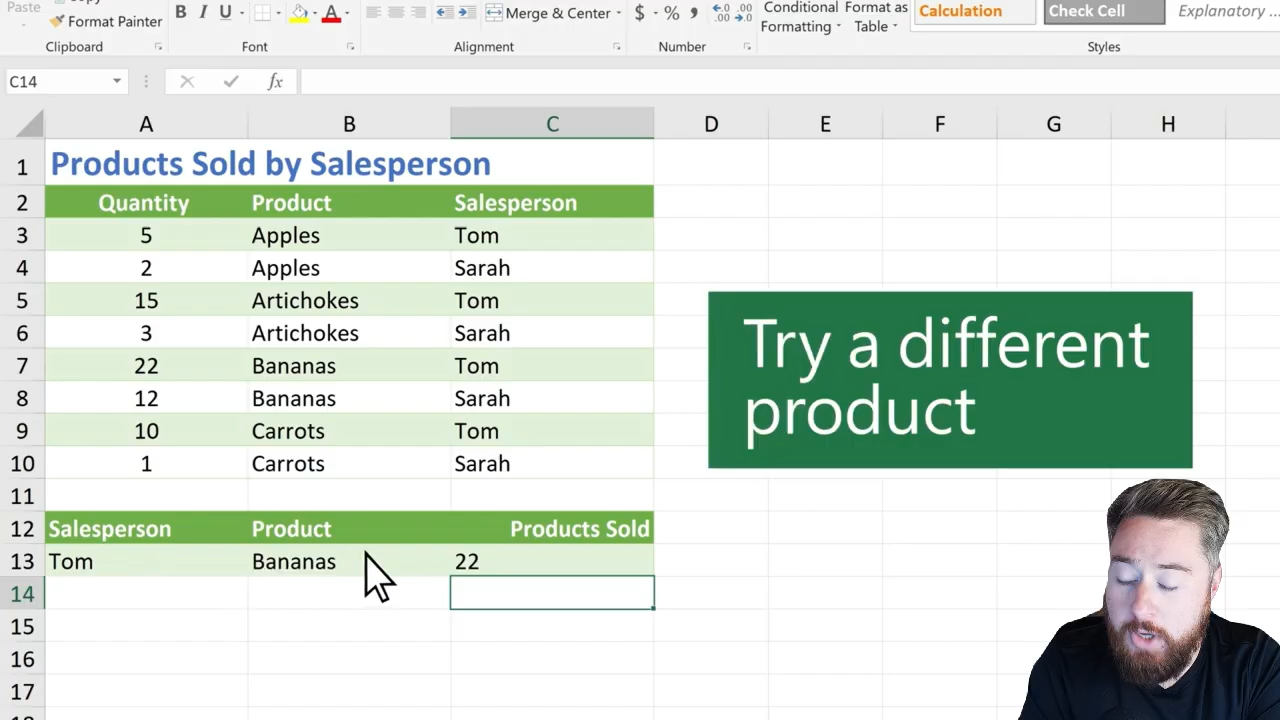 Paste
Format Painter
Clipboard
B I U A
Font
Merge & Center
Alignment
$ % ,
Number
Conditional
Formatting
Format as
Table
Calculation
Check Cell
Explanatory ...
Styles
C14
fx
A B C D E F G H
1 Products Sold by Salesperson
2 Quantity Product Salesperson
3 5 Apples Tom
4 2 Apples Sarah
5 15 Artichokes Tom
6 3 Artichokes Sarah
7 22 Bananas Tom
8 12 Bananas Sarah
9 10 Carrots Tom
10 1 Carrots Sarah
11
12 Salesperson Product Products Sold
13 Tom Bananas 22
14
15
16
17
Try a different
product